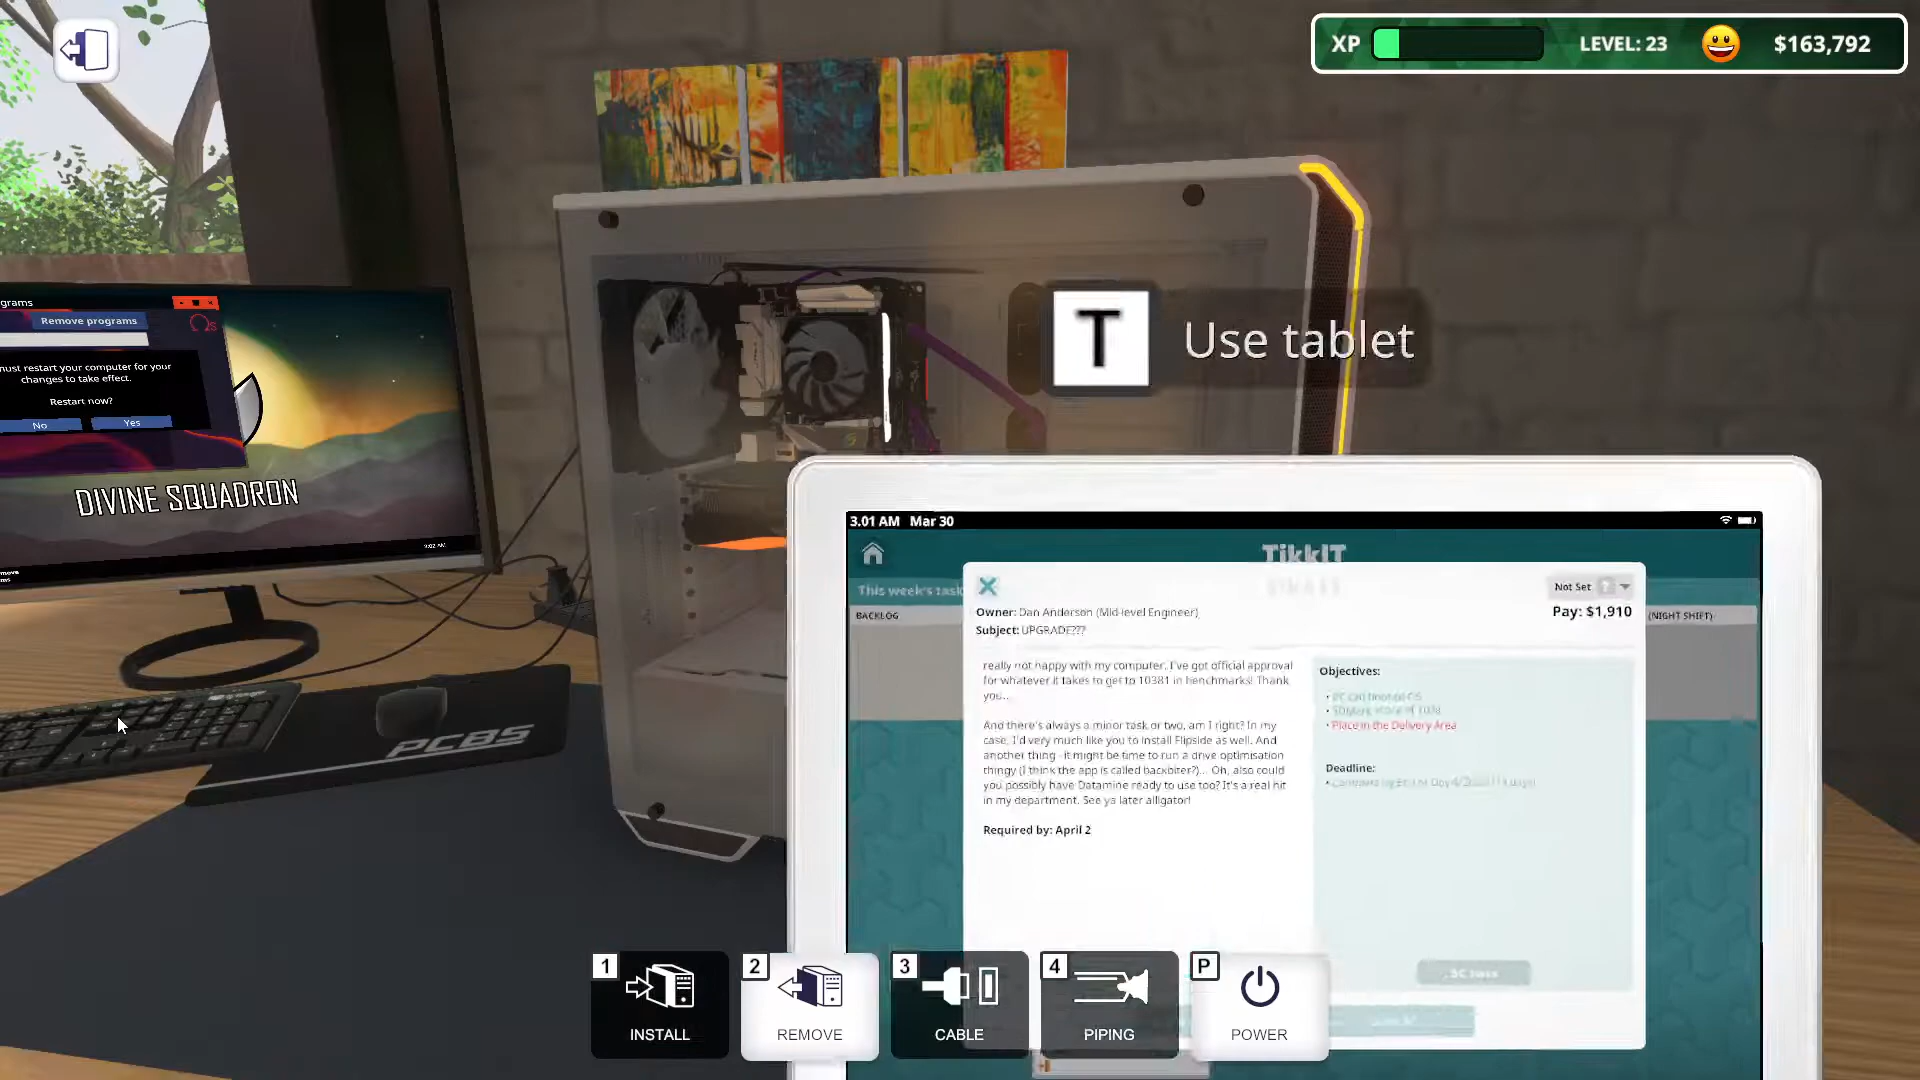 XP
LEVEL: 23
$163,792
grams
Remove programs
must restart your computer for your
changes to take effect.
Restart now?
No
Yes
DIVINE SQUADRON
PCBS
T
Use tablet
3.01 AM Mar 30
TikkIT
This week's task
BACKLOG
(NIGHT SHIFT)
Not Set ?
Owner: Dan Anderson (Mid-level Engineer)
Pay: $1,910
Subject: UPGRADE???
really not happy with my computer. I've got official approval
for whatever it takes to get to 10381 in benchmarks! Thank
you...
And there's always a minor task or two, am I right? In my
case, I'd very much like you to install Flipside as well. And
another thing - it might be time to run a drive optimisation
thingy (I think the app is called backbiter?)... Oh, also could
you possibly have Datamine ready to use too? It's a real hit
in my department. See ya later alligator!
Required by: April 2
Objectives:
• Place in the Delivery Area
Deadline:
1
INSTALL
2
REMOVE
3
CABLE
4
PIPING
P
POWER